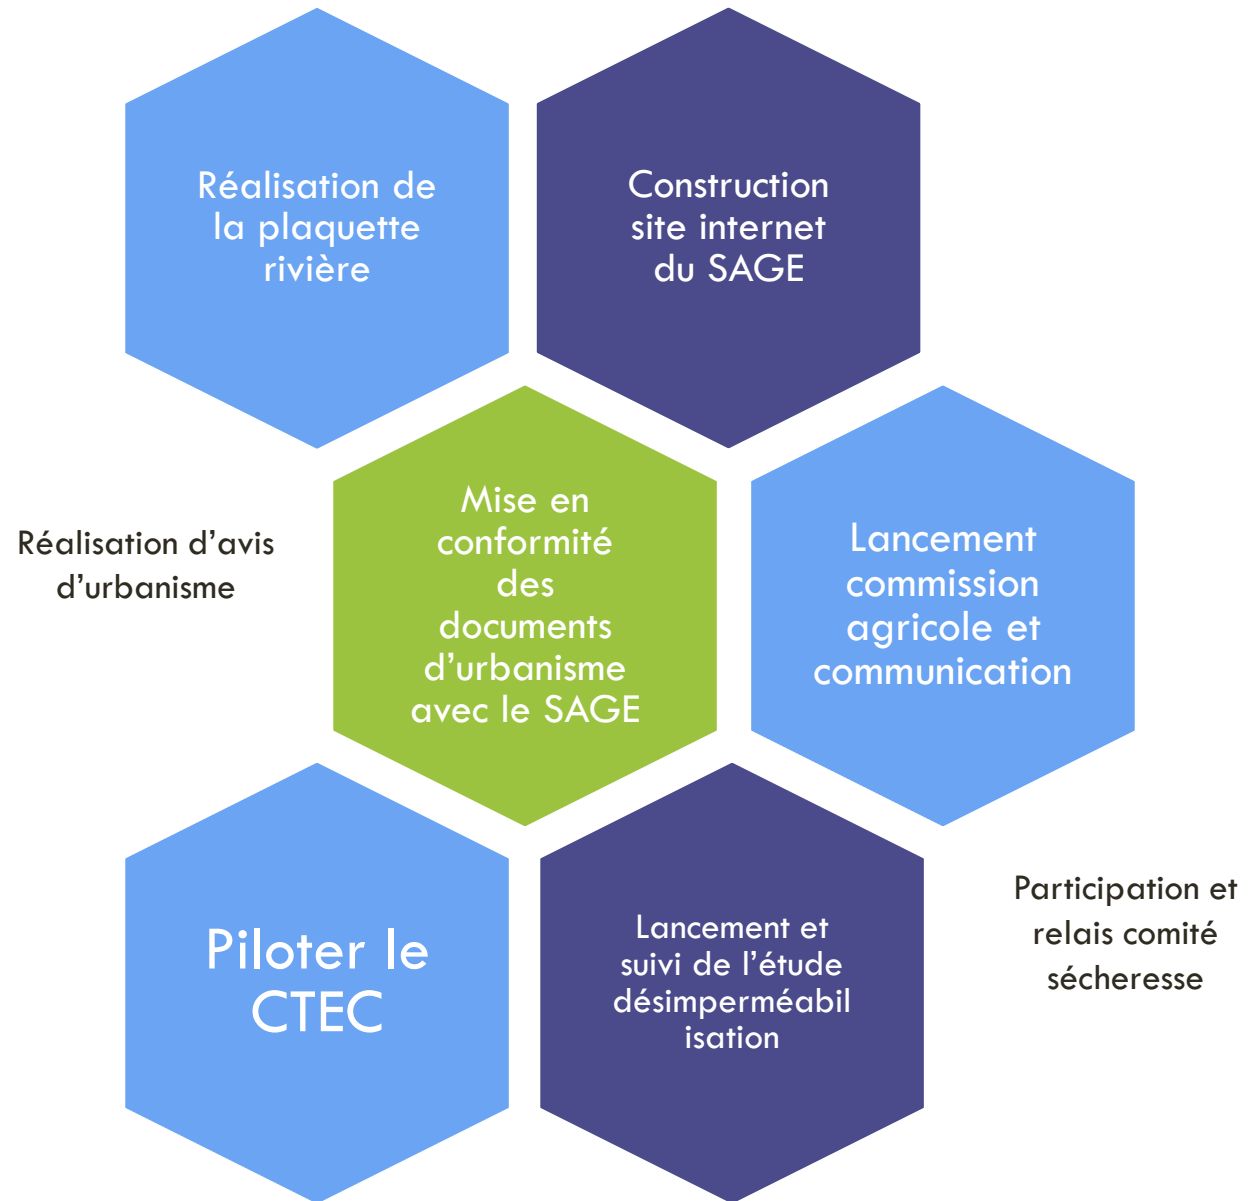 Réalisation de
la plaquette
rivière
Construction
site internet
du SAGE
Réalisation d’avis
d’urbanisme
Mise en
conformité
des
documents
d’urbanisme
avec le SAGE
Lancement
commission
agricole et
communication
Piloter le
CTEC
Lancement et
suivi de l’étude
désimperméabil
isation
Participation et
relais comité
sécheresse